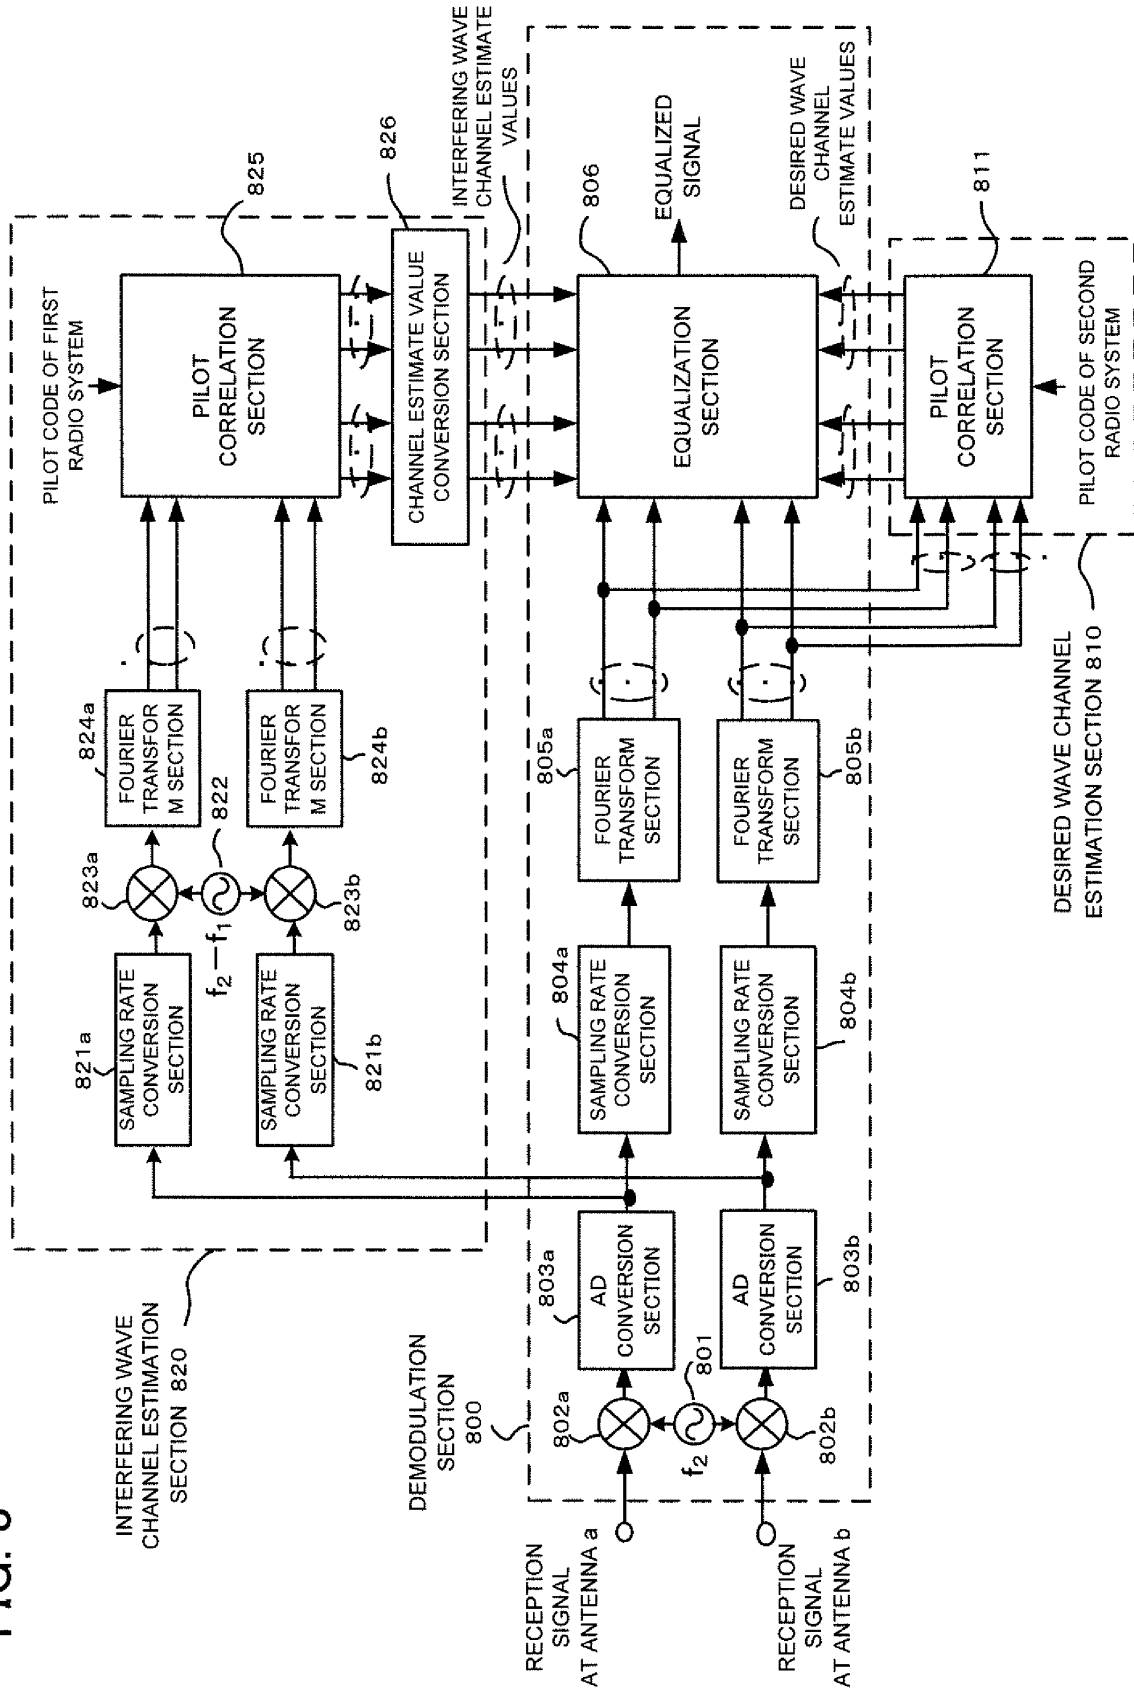 FIG.
INTERFERING WAVE
CHANNEL ESTIMATION
SECTION 820
821a
SAMPLING RATE
CONVERSION
SECTION
821b
SAMPLING RATE
CONVERSION
SECTION
823a
822
f2－f1
823b
824a
FOURIER
TRANSFOR
M SECTION
824b
FOURIER
TRANSFOR
M SECTION
PILOT CODE OF FIRST
RADIO SYSTEM
825
PILOT
CORRELATION
SECTION
826
CHANNEL ESTIMATE VALUE
CONVERSION SECTION
INTERFERING WAVE
CHANNEL ESTIMATE
VALUES
DEMODULATION
SECTION
800
RECEPTION
SIGNAL
AT ANTENNA a
RECEPTION
SIGNAL
AT ANTENNA b
802a
801
f2
802b
803a
AD
CONVERSION
SECTION
803b
AD
CONVERSION
SECTION
804a
SAMPLING RATE
CONVERSION
SECTION
804b
SAMPLING RATE
CONVERSION
SECTION
805a
FOURIER
TRANSFORM
SECTION
805b
FOURIER
TRANSFORM
SECTION
806
EQUALIZATION
SECTION
EQUALIZED
SIGNAL
DESIRED WAVE
CHANNEL
ESTIMATE VALUES
811
PILOT
CORRELATION
SECTION
PILOT CODE OF SECOND
RADIO SYSTEM
DESIRED WAVE CHANNEL
ESTIMATION SECTION 810